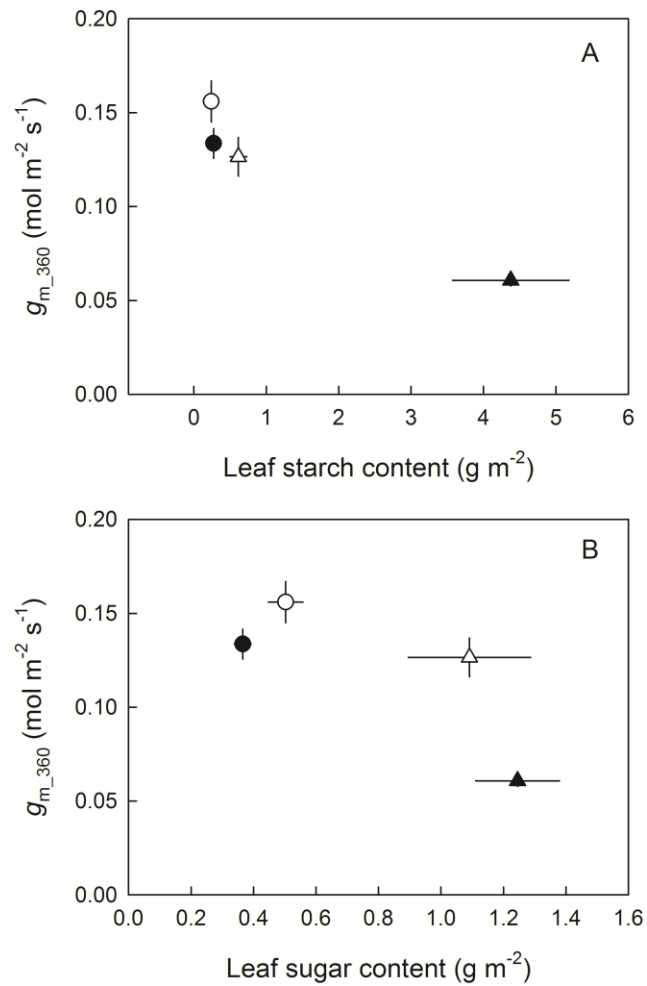 A
0.20
0.15
0.10
0.05
0.00
g_m_360 (mol m⁻² s⁻¹)
0 1 2 3 4 5 6
Leaf starch content (g m⁻²)
B
0.20
0.15
0.10
0.05
0.00
g_m_360 (mol m⁻² s⁻¹)
0.0 0.2 0.4 0.6 0.8 1.0 1.2 1.4 1.6
Leaf sugar content (g m⁻²)